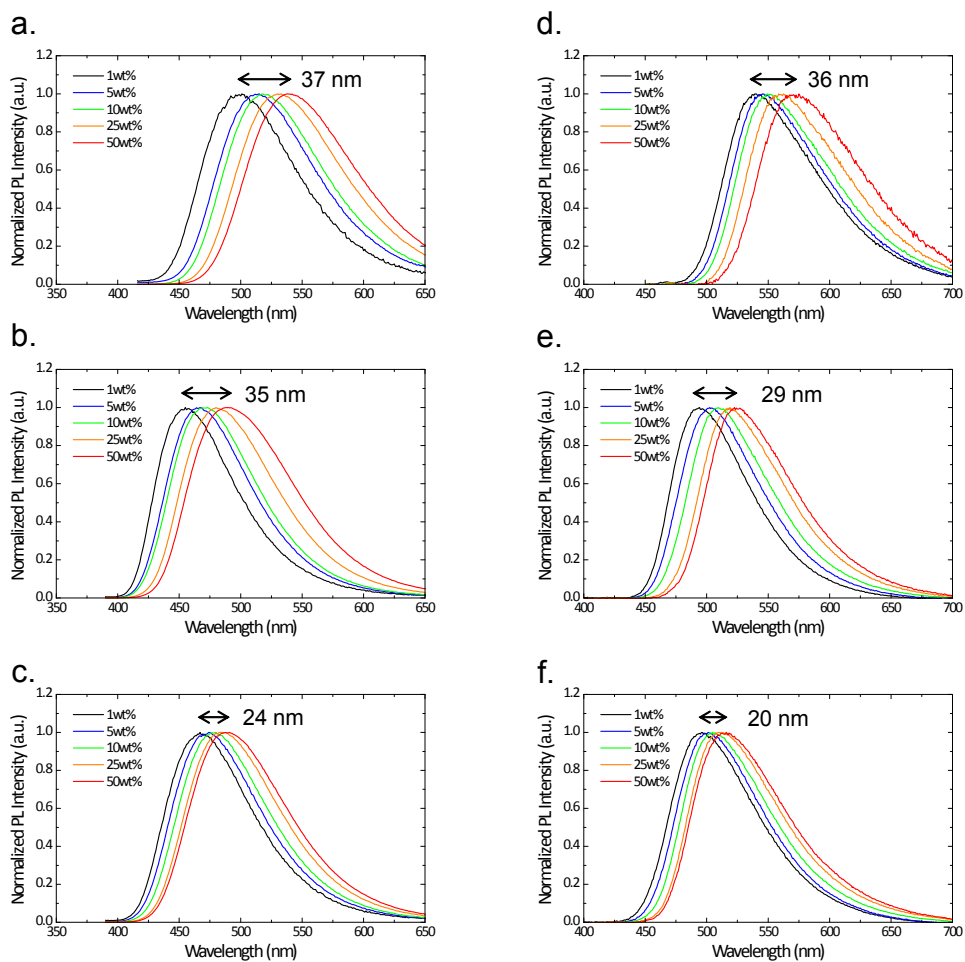 a.
37 nm
1wt%
5wt%
10wt%
25wt%
50wt%
Normalized PL Intensity (a.u.)
1.2
1.0
0.8
0.6
0.4
0.2
0.0
350 400 450 500 550 600 650
Wavelength (nm)
d.
36 nm
1wt%
5wt%
10wt%
25wt%
50wt%
Normalized PL Intensity (a.u.)
1.2
1.0
0.8
0.6
0.4
0.2
0.0
400 450 500 550 600 650 700
Wavelength (nm)
b.
35 nm
1wt%
5wt%
10wt%
25wt%
50wt%
Normalized PL Intensity (a.u.)
1.2
1.0
0.8
0.6
0.4
0.2
0.0
350 400 450 500 550 600 650
Wavelength (nm)
e.
29 nm
1wt%
5wt%
10wt%
25wt%
50wt%
Normalized PL Intensity (a.u.)
1.2
1.0
0.8
0.6
0.4
0.2
0.0
400 450 500 550 600 650 700
Wavelength (nm)
c.
24 nm
1wt%
5wt%
10wt%
25wt%
50wt%
Normalized PL Intensity (a.u.)
1.2
1.0
0.8
0.6
0.4
0.2
0.0
350 400 450 500 550 600 650
Wavelength (nm)
f.
20 nm
1wt%
5wt%
10wt%
25wt%
50wt%
Normalized PL Intensity (a.u.)
1.2
1.0
0.8
0.6
0.4
0.2
0.0
400 450 500 550 600 650 700
Wavelength (nm)